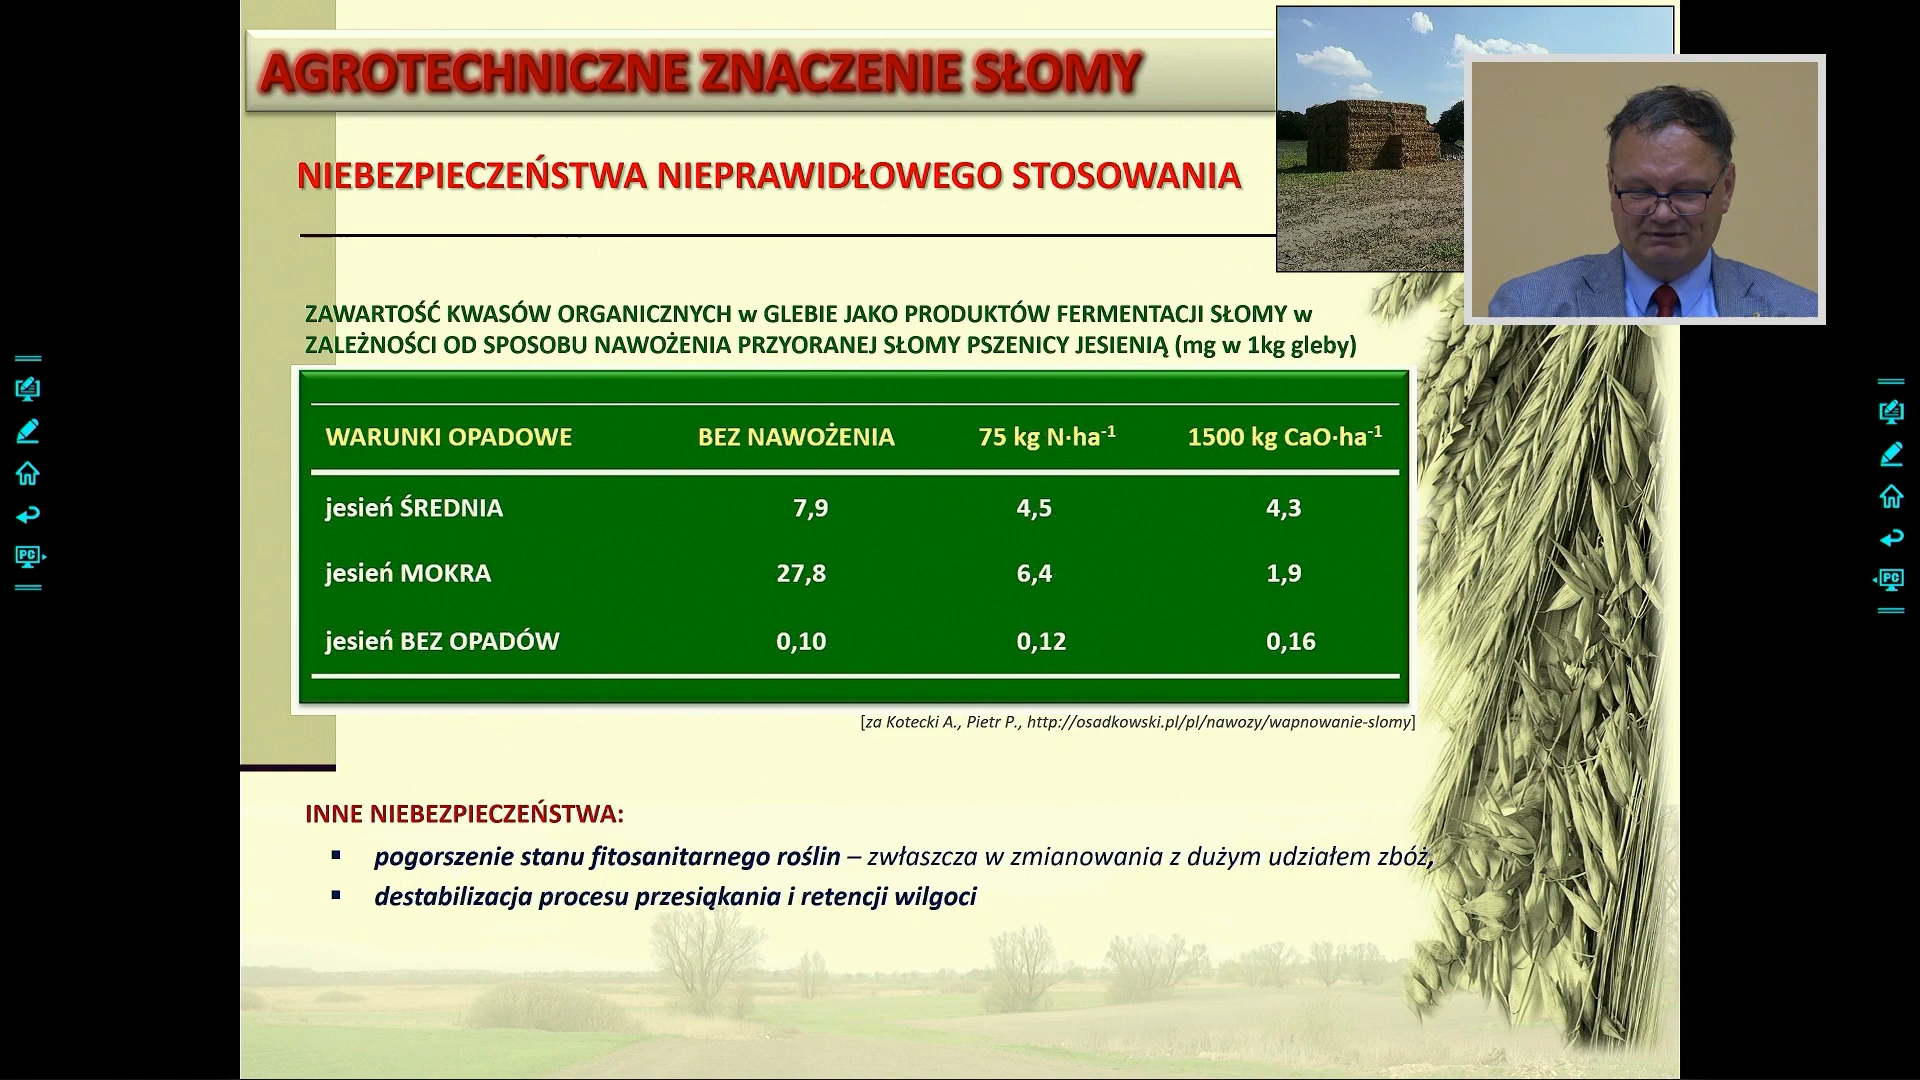 AGROTECHNICZNE ZNACZENIE SŁOMY
NIEBEZPIECZEŃSTWA NIEPRAWIDŁOWEGO STOSOWANIA
ZAWARTOŚĆ KWASÓW ORGANICZNYCH w GLEBIE JAKO PRODUKTÓW FERMENTACJI SŁOMY w
ZALEŻNOŚCI OD SPOSOBU NAWOŻENIA PRZYORANEJ SŁOMY PSZENICY JESIENIĄ (mg w 1kg gleby)
WARUNKI OPADOWE BEZ NAWOŻENIA 75 kg N·ha⁻¹ 1500 kg CaO·ha⁻¹
jesień ŚREDNIA 7,9 4,5 4,3
jesień MOKRA 27,8 6,4 1,9
jesień BEZ OPADÓW 0,10 0,12 0,16
[za Kotecki A., Pietr P., http://osadkowski.pl/pl/nawozy/wapnowanie-slomy]
INNE NIEBEZPIECZEŃSTWA:
▪ pogorszenie stanu fitosanitarnego roślin – zwłaszcza w zmianowania z dużym udziałem zbóż,
▪ destabilizacja procesu przesiąkania i retencji wilgoci
PC
PC